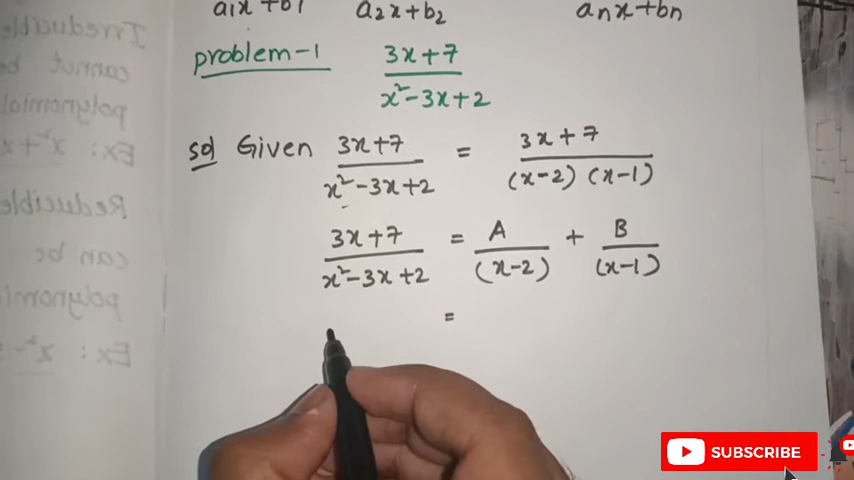 a₁x + b₁ a₂x + b₂ aₙx + bₙ
problem-1 3x+7
x²-3x+2
sol Given 3x+7 = 3x+7
x²-3x+2 (x-2) (x-1)
3x+7 = A + B
x²-3x+2 (x-2) (x-1)
=
Irreducible
cannot be
polynomial
Ex: x²+x
Reducible
can be
polynomi
Ex: x²-
SUBSCRIBE